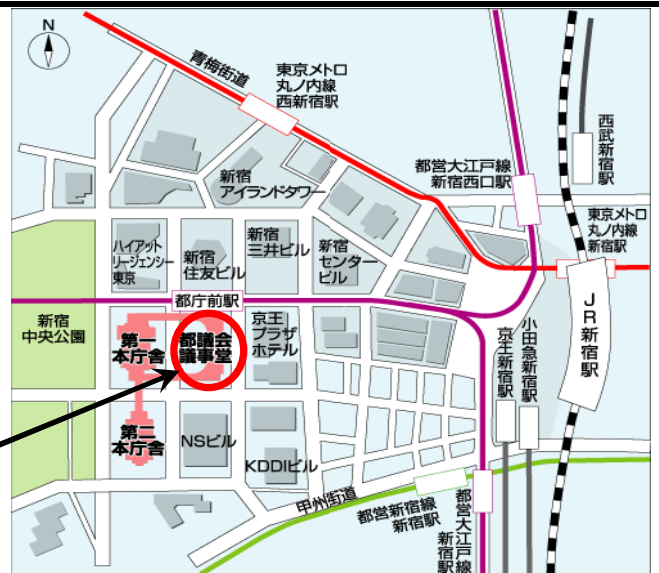 N
青梅街道
東京メトロ
丸ノ内線
西新宿駅
西武新宿駅
都営大江戸線
新宿西口駅
新宿
アイランドタワー
東京メトロ
丸ノ内線
新宿駅
ハイアット
リージェンシー
東京
新宿
住友ビル
新宿
三井ビル
新宿
センター
ビル
都庁前駅
新宿
中央公園
第一
本庁舎
都議会
議事堂
京王
プラザ
ホテル
JR新宿駅
小田急新宿駅
京王新宿駅
第二
本庁舎
NSビル
KDDIビル
甲州街道
都営新宿線
新宿駅
都営大江戸線
新宿駅